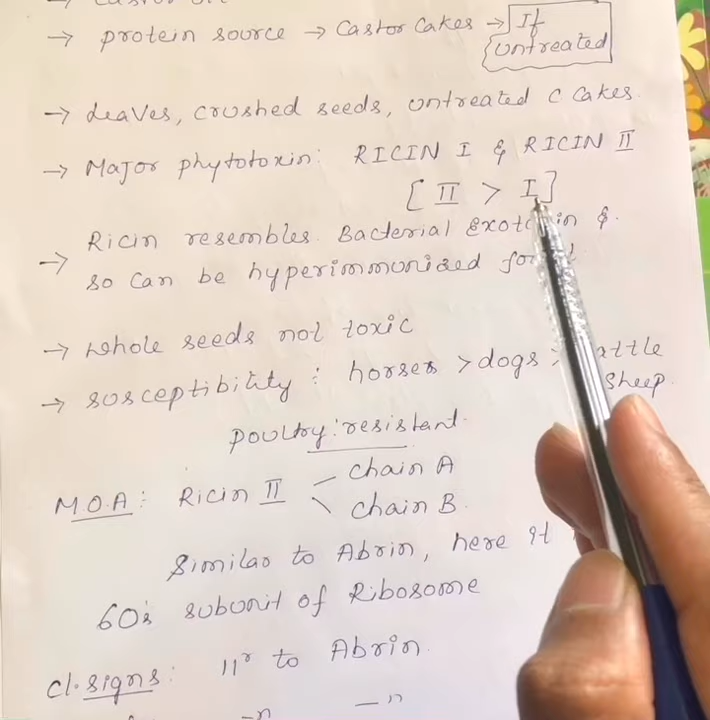 → protein source → Castor Cakes → If
untreated
→ Leaves, crushed seeds, untreated c cakes.
→ Major phytotoxin: RICIN I & RICIN II
[II > I]
→ Ricin resembles Bacterial &
so can be hyperimmunized
→ whole seeds not toxic
→ susceptibility : horses > dogs >
sheep.
Poultry: resistant.
M.O.A: Ricin II chain A
chain B.
Similar to Abrin, here it
60s subunit of Ribosome
Cl. signs: 11r to Abrin.